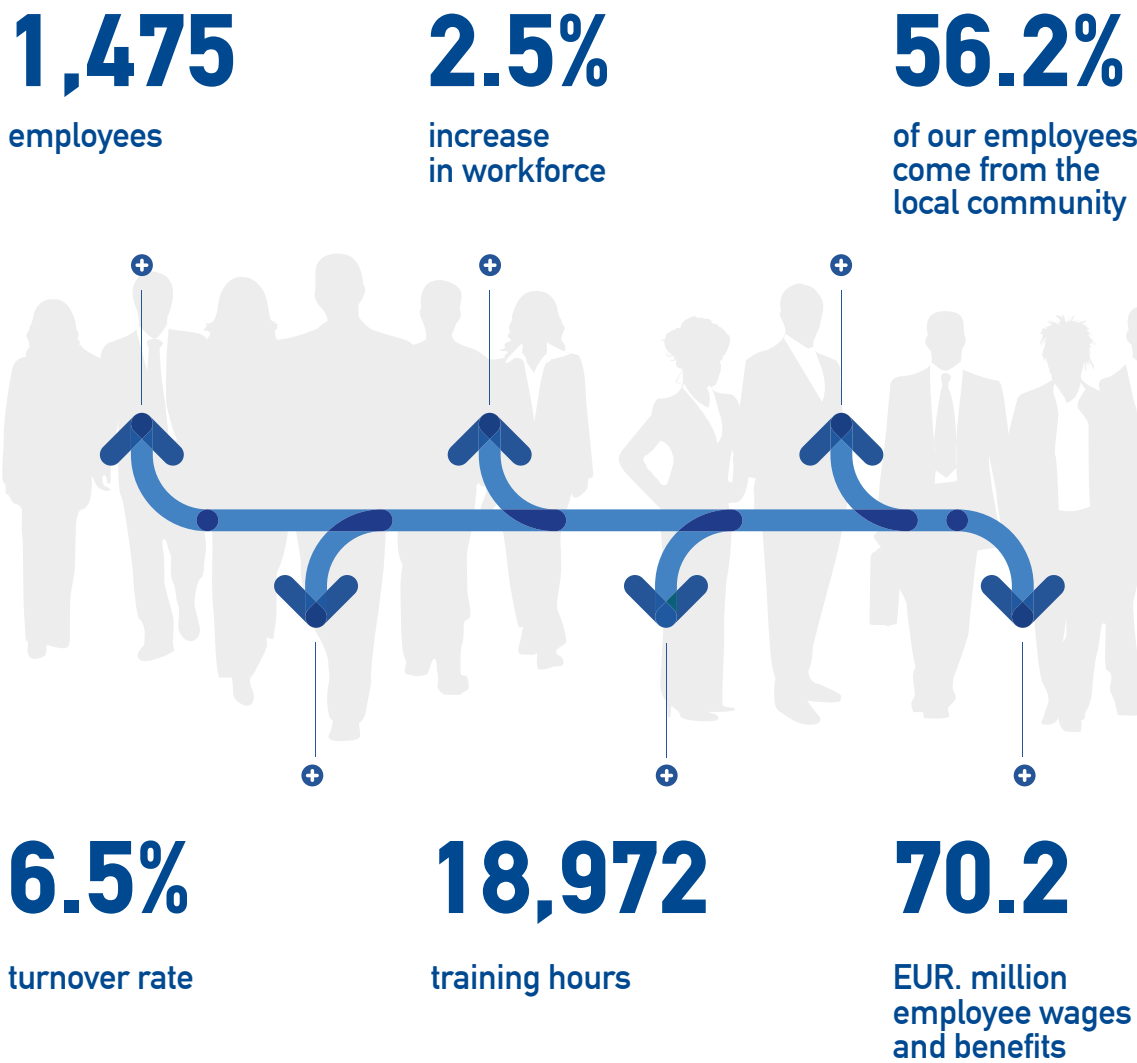 1,475
employees
2.5%
increase
in workforce
56.2%
of our employees
come from the
local community
6.5%
turnover rate
18,972
training hours
70.2
EUR. million
employee wages
and benefits